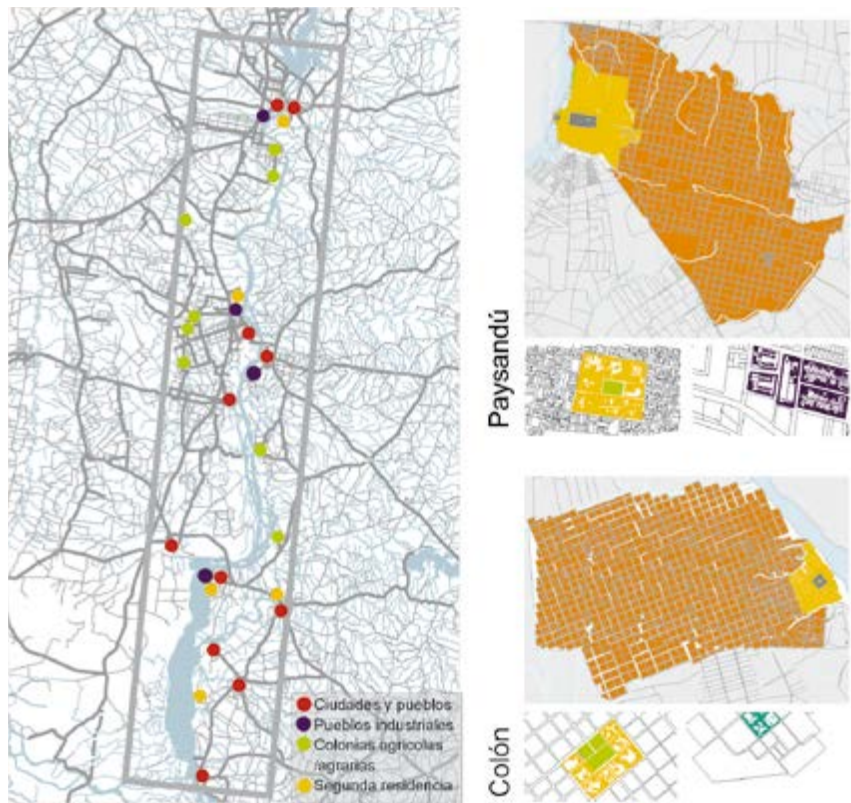 Ciudades y pueblos
Pueblos industriales
Colonias agrícolas
/agrarias
Segunda residencia
Paysandú
Colón